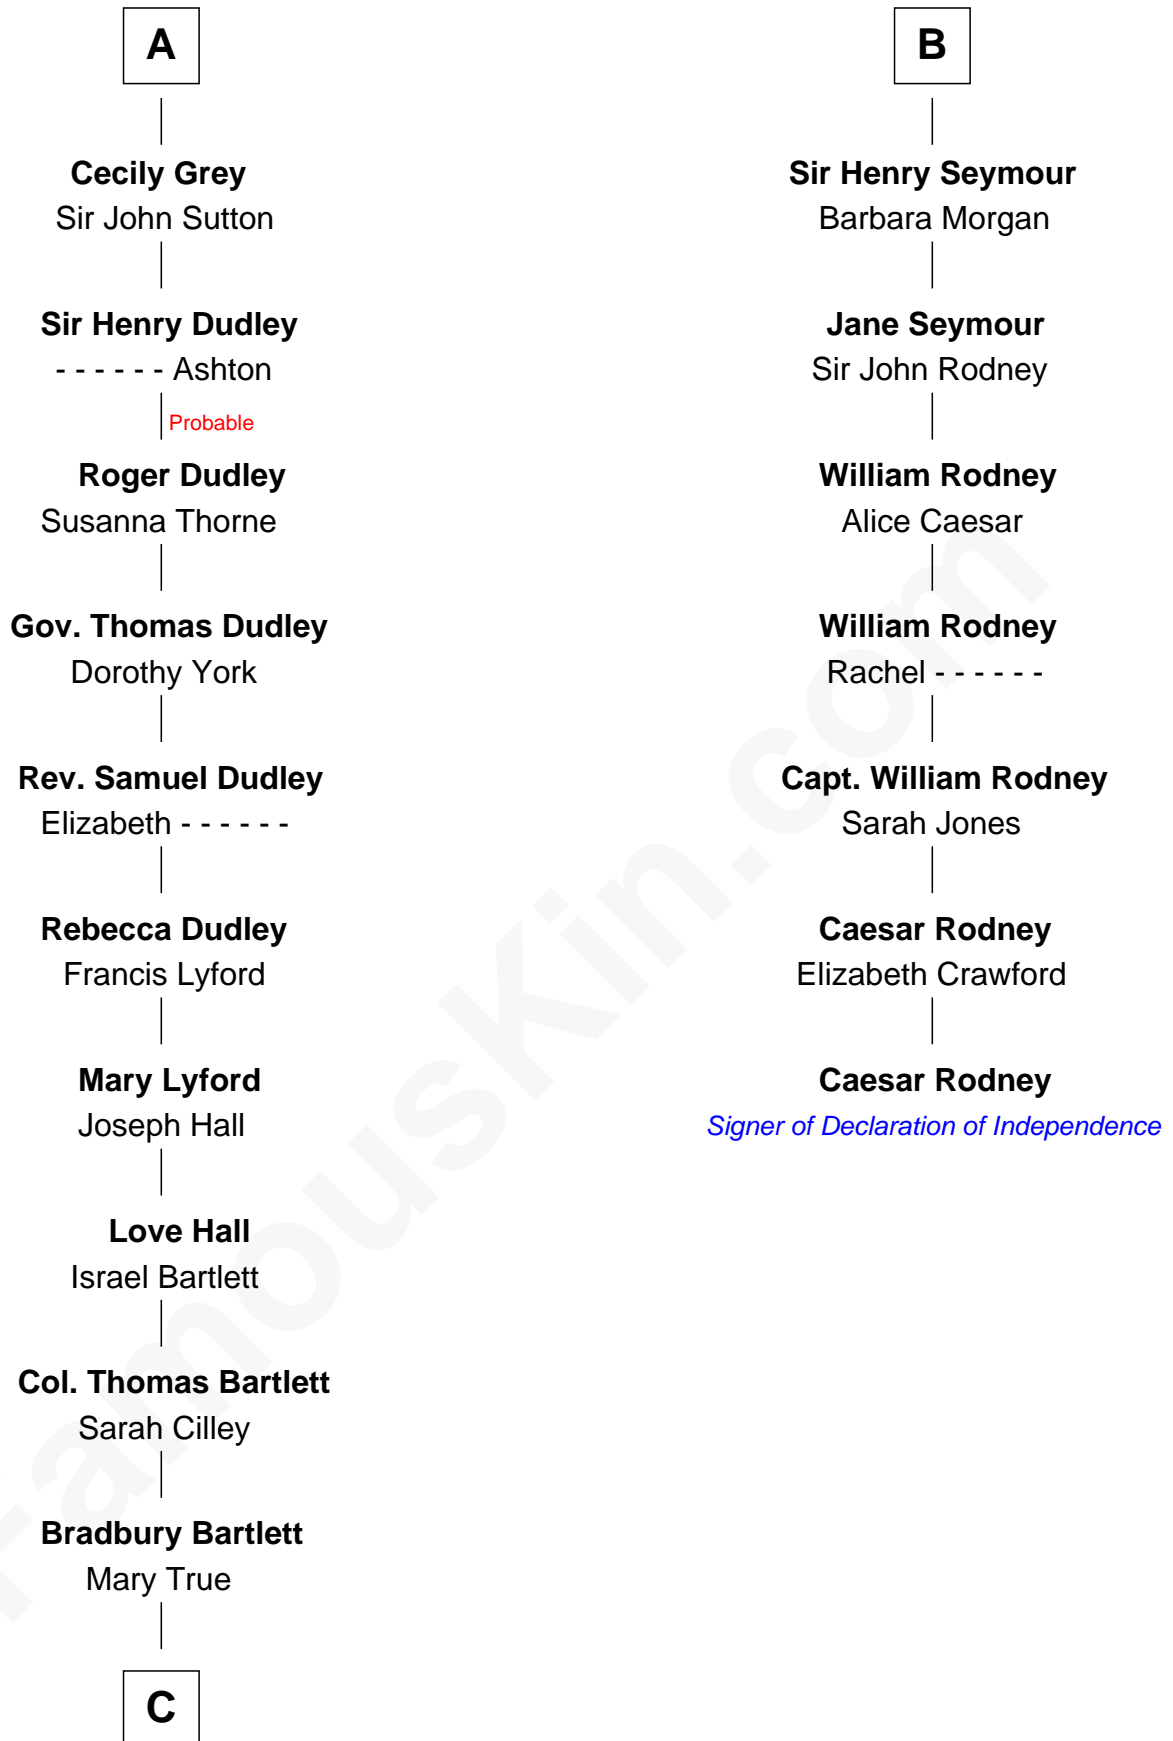 A
Cecily Grey
Sir John Sutton
Sir Henry Dudley
- - - - - - Ashton
Probable
Roger Dudley
Susanna Thorne
Gov. Thomas Dudley
Dorothy York
Rev. Samuel Dudley
Elizabeth - - - - - -
Rebecca Dudley
Francis Lyford
Mary Lyford
Joseph Hall
Love Hall
Israel Bartlett
Col. Thomas Bartlett
Sarah Cilley
Bradbury Bartlett
Mary True
C
B
Sir Henry Seymour
Barbara Morgan
Jane Seymour
Sir John Rodney
William Rodney
Alice Caesar
William Rodney
Rachel - - - - - -
Capt. William Rodney
Sarah Jones
Caesar Rodney
Elizabeth Crawford
Caesar Rodney
Signer of Declaration of Independence
FamousKin.com